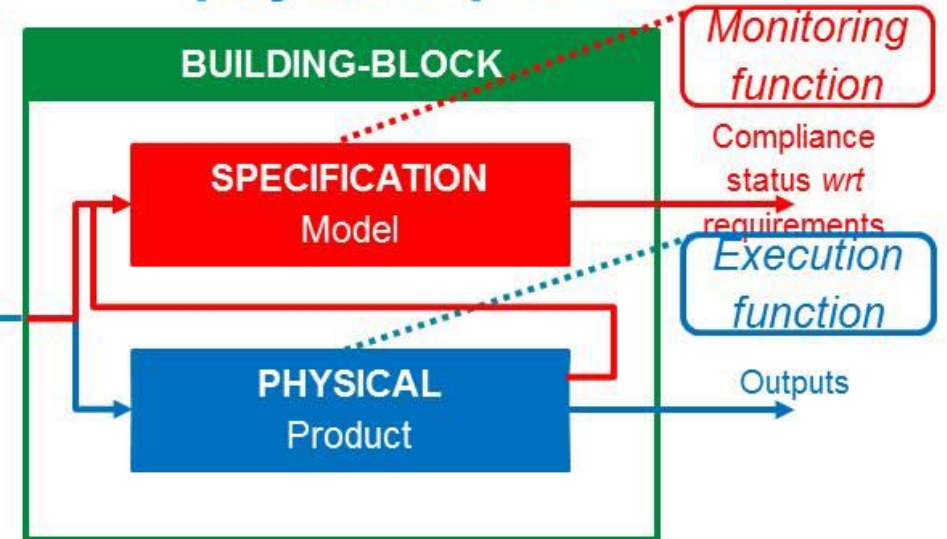 BUILDING-BLOCK
Monitoring
function
SPECIFICATION
Model
Compliance
status wrt
requirements
Execution
function
PHYSICAL
Product
Outputs